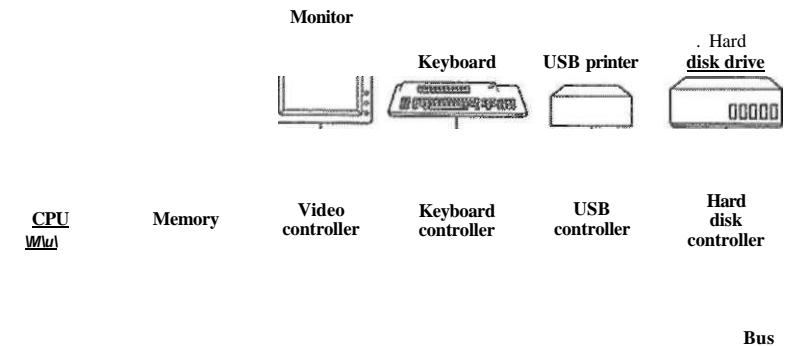 Monitor
. Hard
Keyboard USB printer disk drive
CPU Memory Video controller Keyboard controller USB controller Hard disk controller
Bus